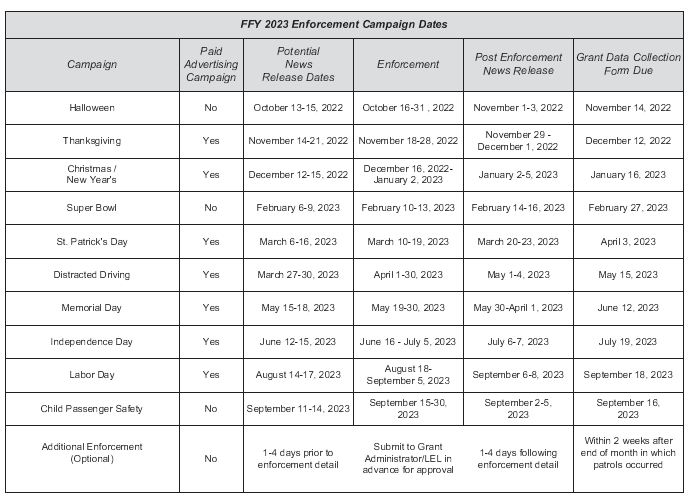 FFY 2023 Enforcement Campaign Dates
Campaign
Paid
Advertising
Campaign
Potential
News
Release Dates
Enforcement
Post Enforcement
News Release
Grant Data Collection
Form Due
Halloween
No
October 13-15, 2022
October 16-31 , 2022
November 1-3, 2022
November 14, 2022
Thanksgiving
Yes
November 14-21, 2022
November 18-28, 2022
November 29 -
December 1, 2022
December 12, 2022
Christmas /
New Year's
Yes
December 12-15, 2022
December 16, 2022-
January 2, 2023
January 2-5, 2023
January 16, 2023
Super Bowl
No
February 6-9, 2023
February 10-13, 2023
February 14-16, 2023
February 27, 2023
St. Patrick's Day
Yes
March 6-16, 2023
March 10-19, 2023
March 20-23, 2023
April 3, 2023
Distracted Driving
Yes
March 27-30, 2023
April 1-30, 2023
May 1-4, 2023
May 15, 2023
Memorial Day
Yes
May 15-18, 2023
May 19-30, 2023
May 30-April 1, 2023
June 12, 2023
Independence Day
Yes
June 12-15, 2023
June 16 - July 5, 2023
July 6-7, 2023
July 19, 2023
Labor Day
Yes
August 14-17, 2023
August 18-
September 5, 2023
September 6-8, 2023
September 18, 2023
Child Passenger Safety
No
September 11-14, 2023
September 15-30,
2023
September 2-5,
2023
September 16,
2023
Additional Enforcement
(Optional)
No
1-4 days prior to
enforcement detail
Submit to Grant
Administrator/LEL in
advance for approval
1-4 days following
enforcement detail
Within 2 weeks after
end of month in which
patrols occurred